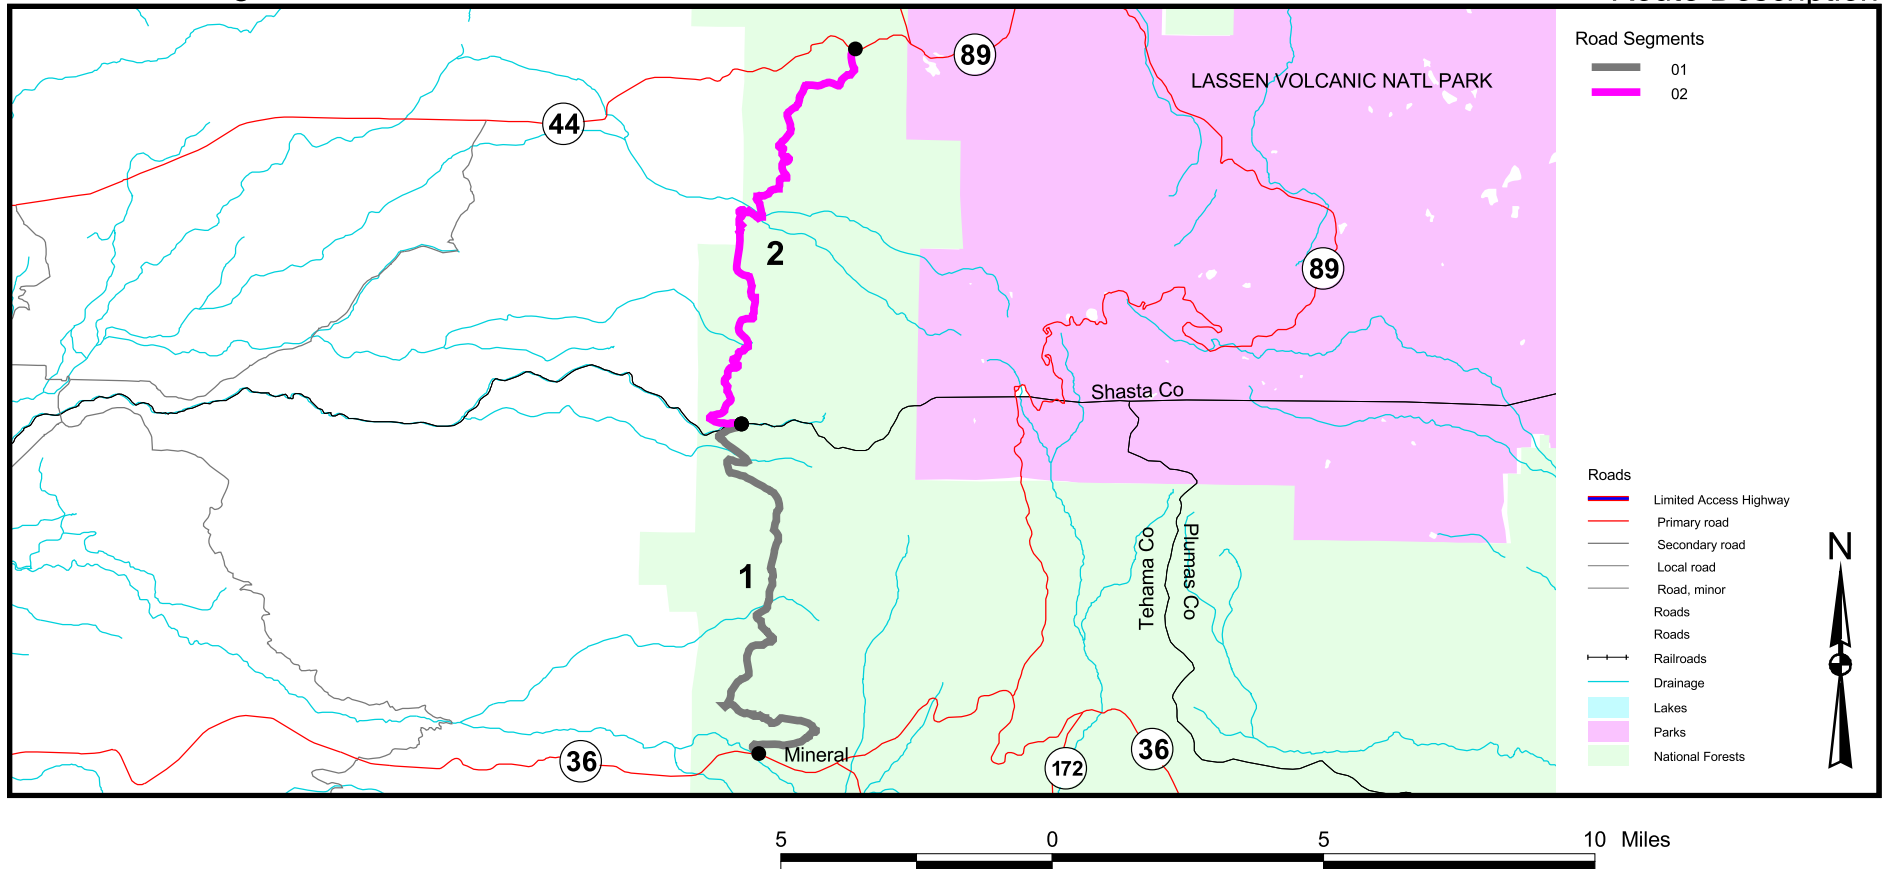 Road Segments
01
02
89
LASSEN VOLCANIC NATL PARK
44
2
89
Shasta Co
1
Tehama Co
Plumas Co
Mineral
36
172
36
Roads
Limited Access Highway
Primary road
Secondary road
Local road
Road, minor
Roads
Roads
Railroads
Drainage
Lakes
Parks
National Forests
N
5 0 5 10 Miles